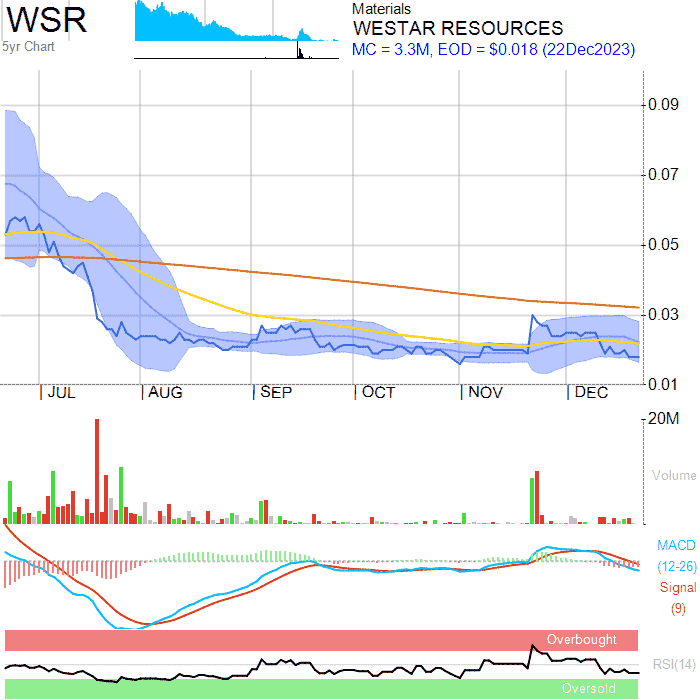 WSR
5yr Chart
Materials
WESTAR RESOURCES
MC = 3.3M, EOD = $0.018 (22Dec2023)
0.09
0.07
0.05
0.03
0.01
| JUL | AUG | SEP | OCT | NOV | DEC
20M
Volume
MACD
(12-26)
Signal
(9)
Overbought
RSI(14)
Oversold